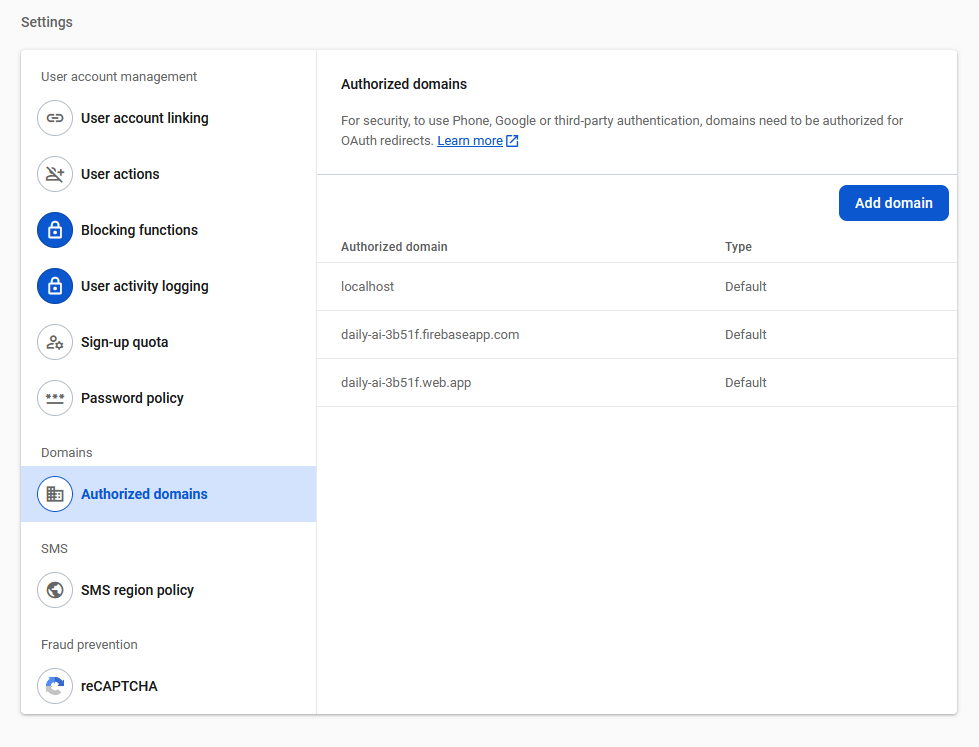 Settings
User account management
User account linking
User actions
Blocking functions
User activity logging
Sign-up quota
Password policy
Domains
Authorized domains
SMS
SMS region policy
Fraud prevention
reCAPTCHA
Authorized domains
For security, to use Phone, Google or third-party authentication, domains need to be authorized for
OAuth redirects. Learn more
Add domain
Authorized domain Type
localhost Default
daily-ai-3b51f.firebaseapp.com Default
daily-ai-3b51f.web.app Default